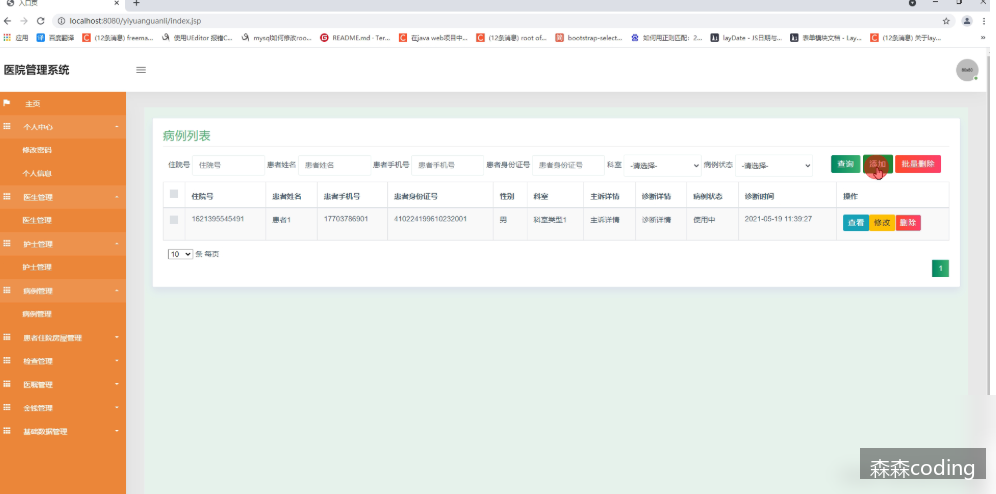 入口页
localhost:8080/yiyuanguanli/index.jsp
应用 百度翻译 (12条消息) freema... 使用UEditor 报错C... mysql如何修改roo... README.md · Ter... 在java web项目中... (12条消息) root of... bootstrap-select... 如何用正则匹配：2... layDate - JS日期与... 表单模块文档 - Lay... (12条消息) 关于lay...
医院管理系统
主页
个人中心
修改密码
个人信息
医生管理
医生管理
护士管理
护士管理
病例管理
病例管理
患者住院房屋管理
检查管理
医嘱管理
金钱管理
基础数据管理
病例列表
住院号 住院号 患者姓名 患者姓名 患者手机号 患者手机号 患者身份证号 患者身份证号 科室 -请选择- 病例状态 -请选择- 查询 添加 批量删除
住院号 患者姓名 患者手机号 患者身份证号 性别 科室 主诉详情 诊断详情 病例状态 诊断时间 操作
1621395545491 患者1 17703786901 410224199610232001 男 科室类型1 主诉详情 诊断详情 使用中 2021-05-19 11:39:27 查看 修改 删除
10 条 每页
1
森森coding